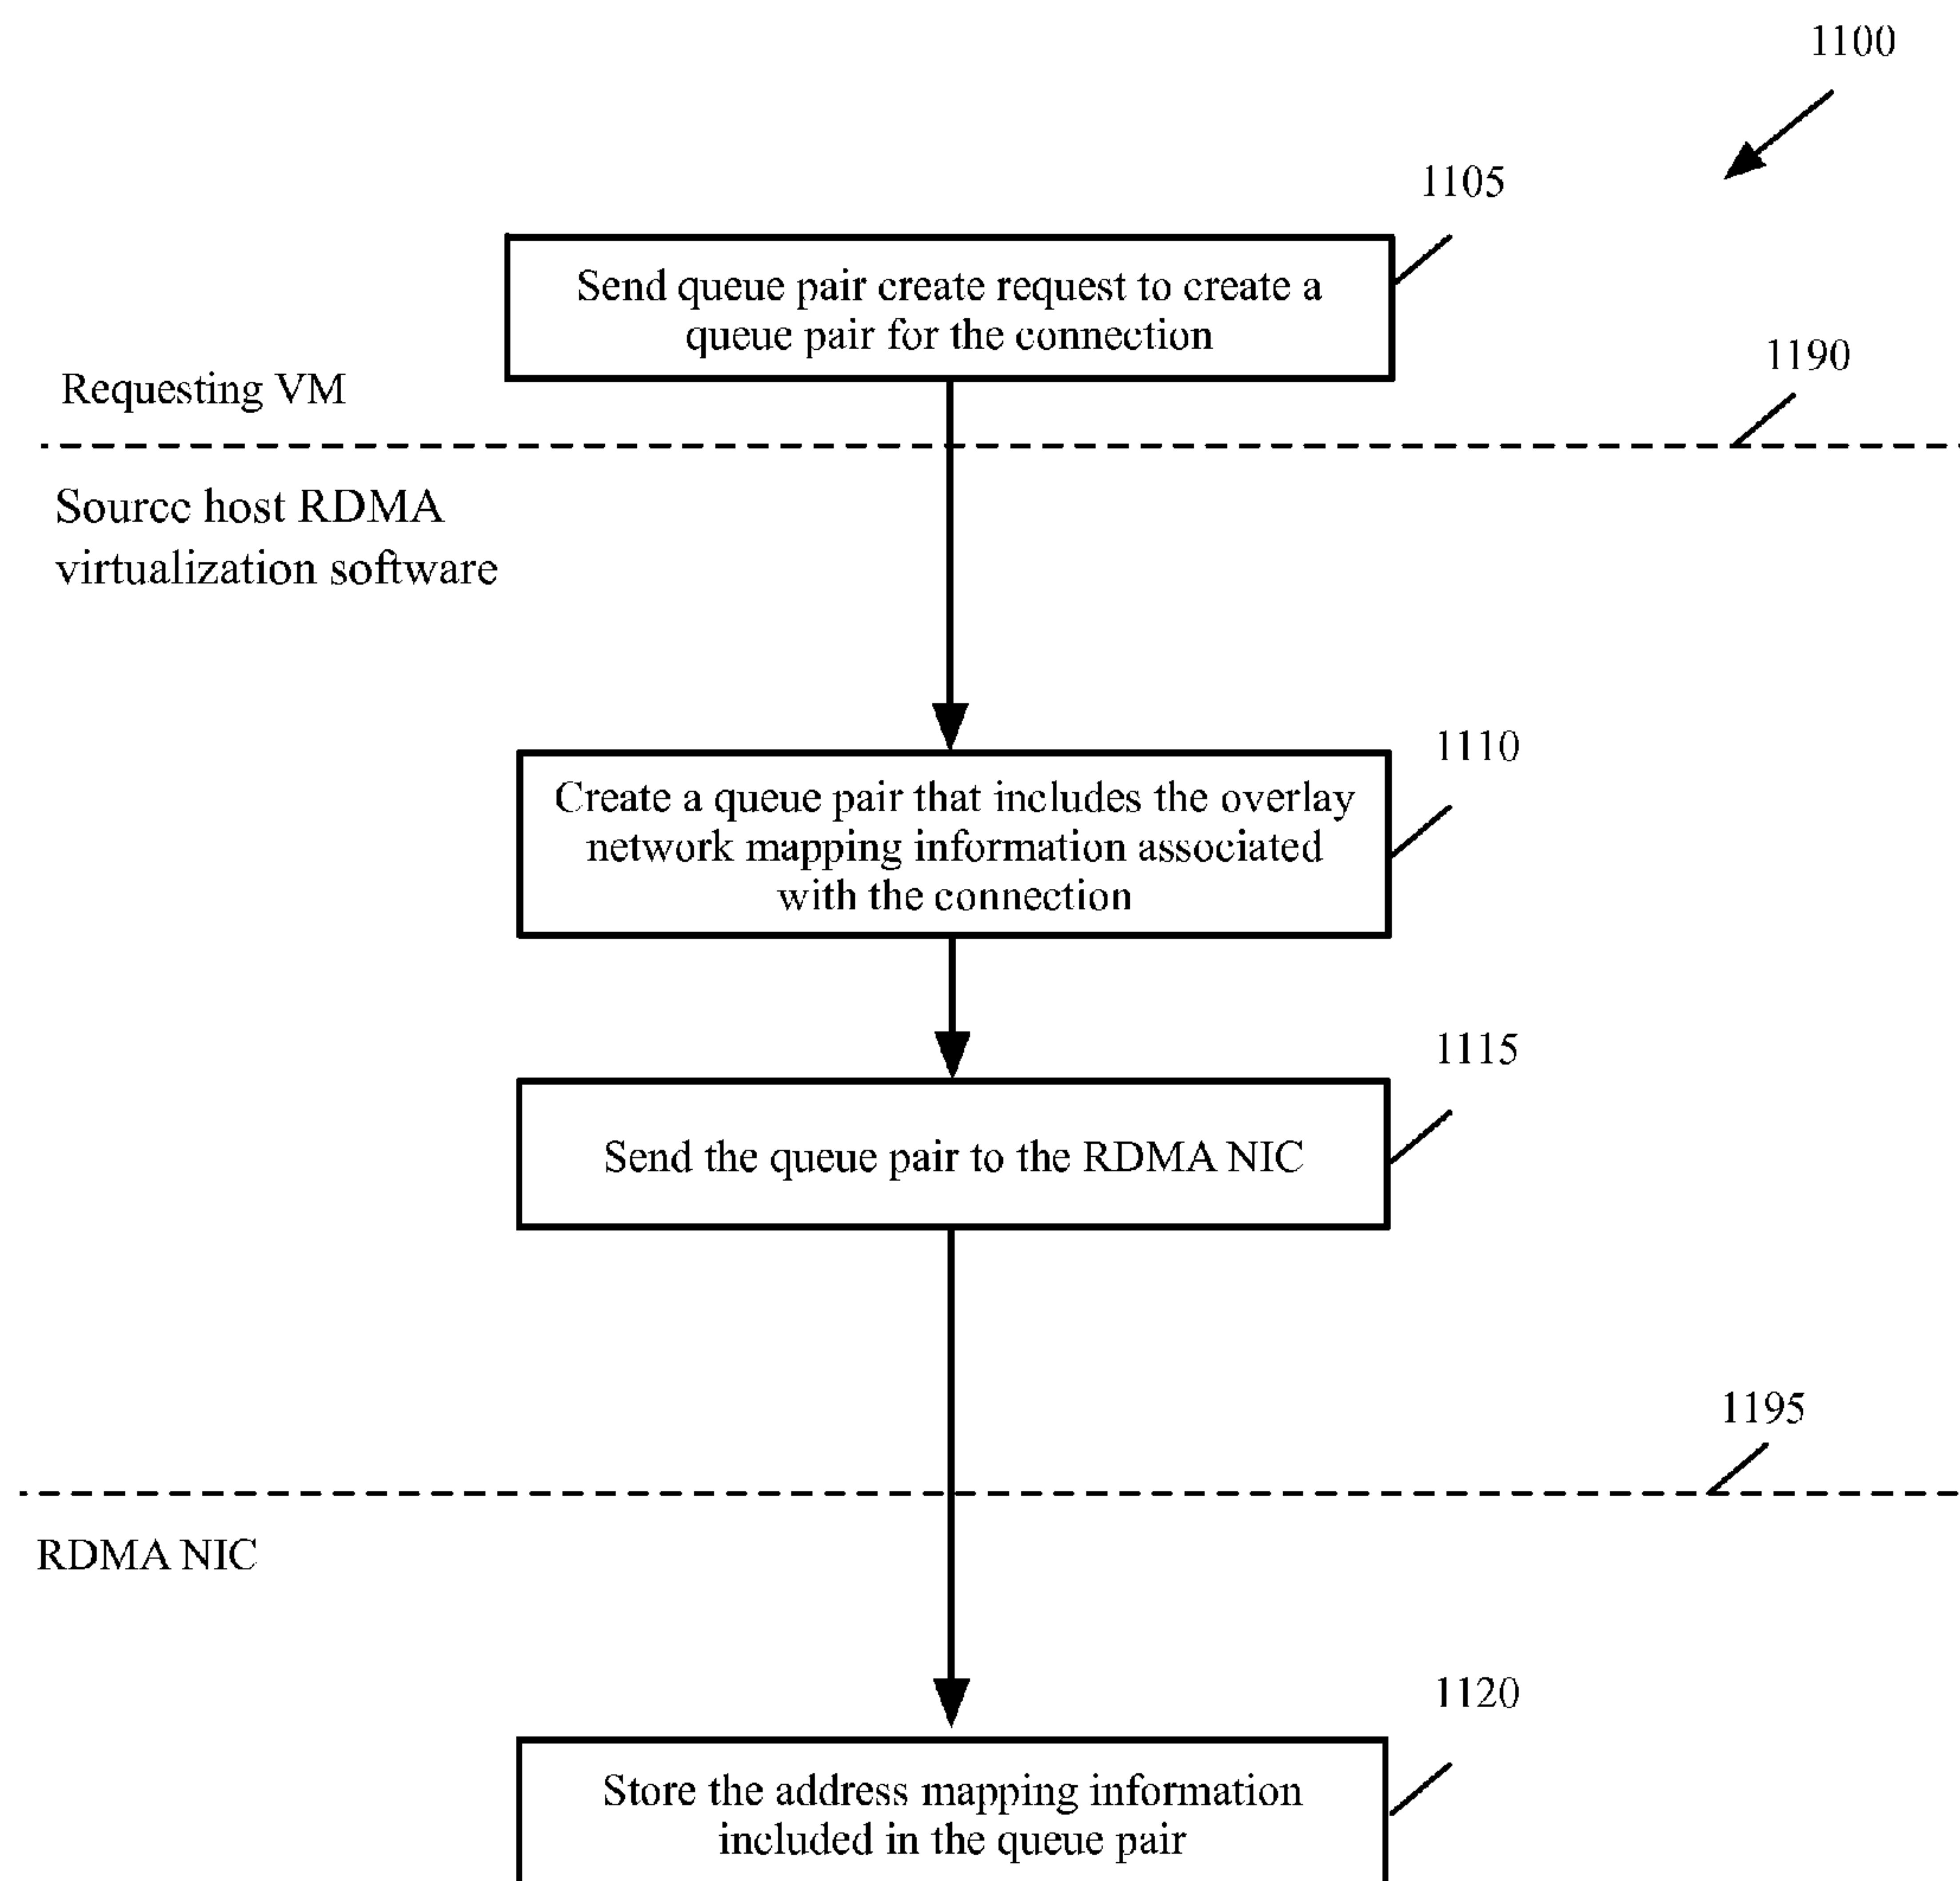 1100
1105
Send queue pair create request to create a
queue pair for the connection
1190
Requesting VM
Source host RDMA
virtualization software
1110
Create a queue pair that includes the overlay
network mapping information associated
with the connection
1115
Send the queue pair to the RDMA NIC
1195
RDMA NIC
1120
Store the address mapping information
included in the queue pair